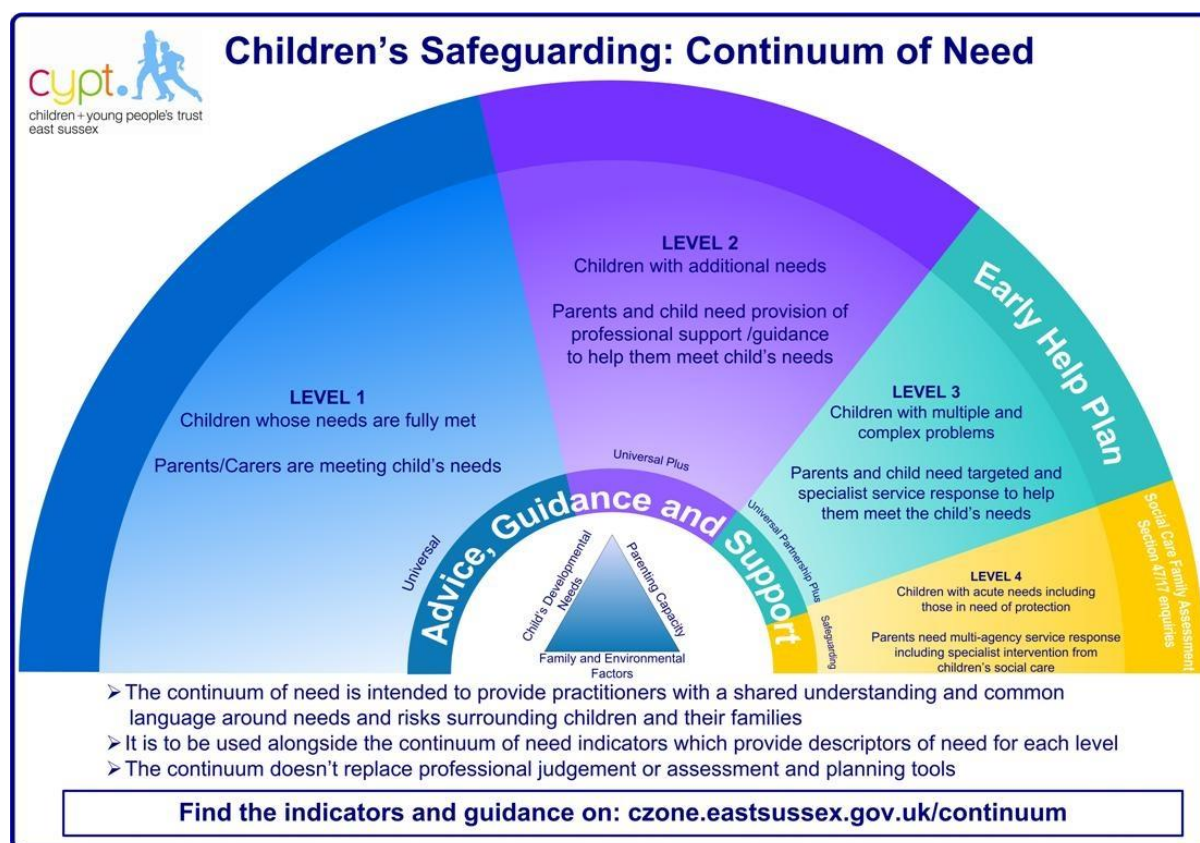 Children's Safeguarding: Continuum of Need
cypt.
children + young people's trust
east sussex
LEVEL 1
Children whose needs are fully met
Parents/Carers are meeting child's needs
LEVEL 2
Children with additional needs
Parents and child need provision of
professional support /guidance
to help them meet child's needs
LEVEL 3
Children with multiple and
complex problems
Parents and child need targeted and
specialist service response to help
them meet the child's needs
Early Help Plan
LEVEL 4
Children with acute needs including
those in need of protection
Parents need multi-agency service response
including specialist intervention from
children's social care
Social Care Family Assessment
Section 47/17 enquiries
Universal
Universal Plus
Universal Partnership Plus
Safeguarding
Advice, Guidance and Support
Child's Developmental
Needs
Parenting Capacity
Family and Environmental
Factors
➢ The continuum of need is intended to provide practitioners with a shared understanding and common
language around needs and risks surrounding children and their families
➢ It is to be used alongside the continuum of need indicators which provide descriptors of need for each level
➢ The continuum doesn't replace professional judgement or assessment and planning tools
Find the indicators and guidance on: czone.eastsussex.gov.uk/continuum